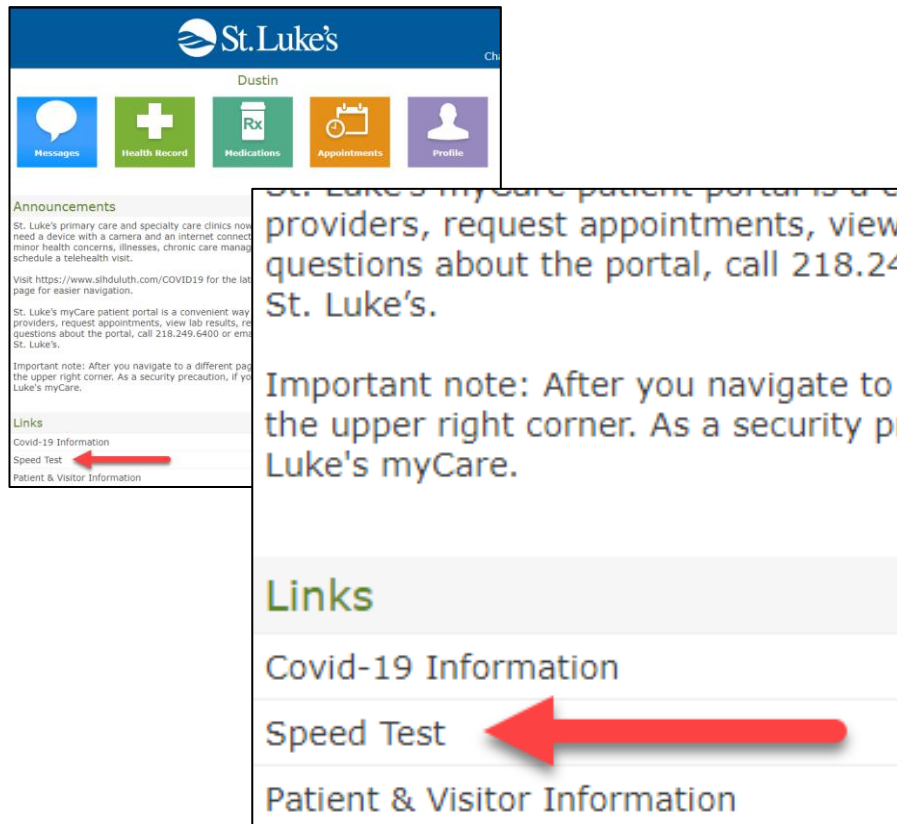 St. Luke's
Dustin
Messages
Health Record
Rx
Medications
Appointments
Profile
Announcements
St. Luke's primary care and specialty care clinics now
need a device with a camera and an internet connect
minor health concerns, illnesses, chronic care manag
schedule a telehealth visit.
Visit https://www.slhduluth.com/COVID19 for the lat
page for easier navigation.
St. Luke's myCare patient portal is a convenient way
providers, request appointments, view lab results, re
questions about the portal, call 218.249.6400 or ema
St. Luke's.
Important note: After you navigate to a different pag
the upper right corner. As a security precaution, if yo
Luke's myCare.
Links
Covid-19 Information
Speed Test
Patient & Visitor Information
St. Luke's myCare patient portal is a
providers, request appointments, view
questions about the portal, call 218.24
St. Luke's.
Important note: After you navigate to
the upper right corner. As a security pr
Luke's myCare.
Links
Covid-19 Information
Speed Test
Patient & Visitor Information